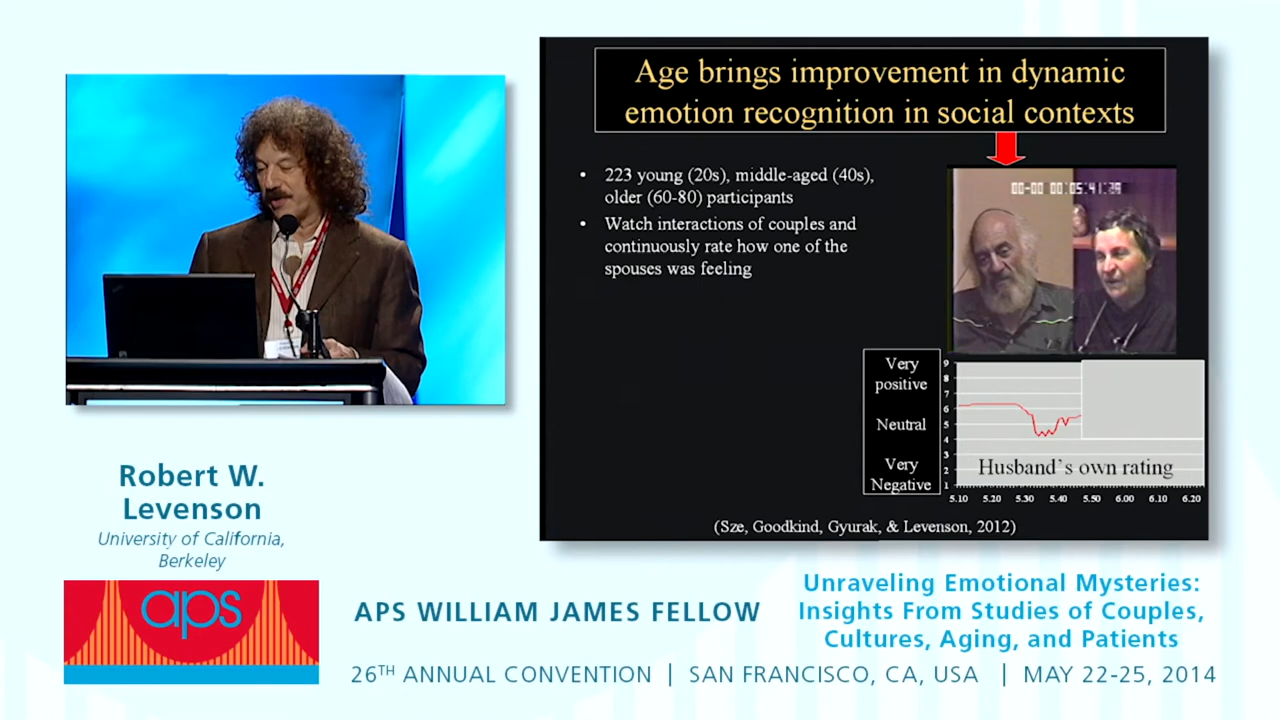 Age brings improvement in dynamic
emotion recognition in social contexts
• 223 young (20s), middle-aged (40s),
older (60-80) participants
• Watch interactions of couples and
continuously rate how one of the
spouses was feeling
00-00 00:05:41:29
Very
positive
Neutral
Very
Negative
9
8
7
6
5
4
3
2
1
Husband's own rating
5.10 5.20 5.30 5.40 5.50 6.00 6.10 6.20
(Sze, Goodkind, Gyurak, & Levenson, 2012)
Robert W.
Levenson
University of California,
Berkeley
aps
APS WILLIAM JAMES FELLOW
Unraveling Emotional Mysteries:
Insights From Studies of Couples,
Cultures, Aging, and Patients
26TH ANNUAL CONVENTION | SAN FRANCISCO, CA, USA | MAY 22-25, 2014